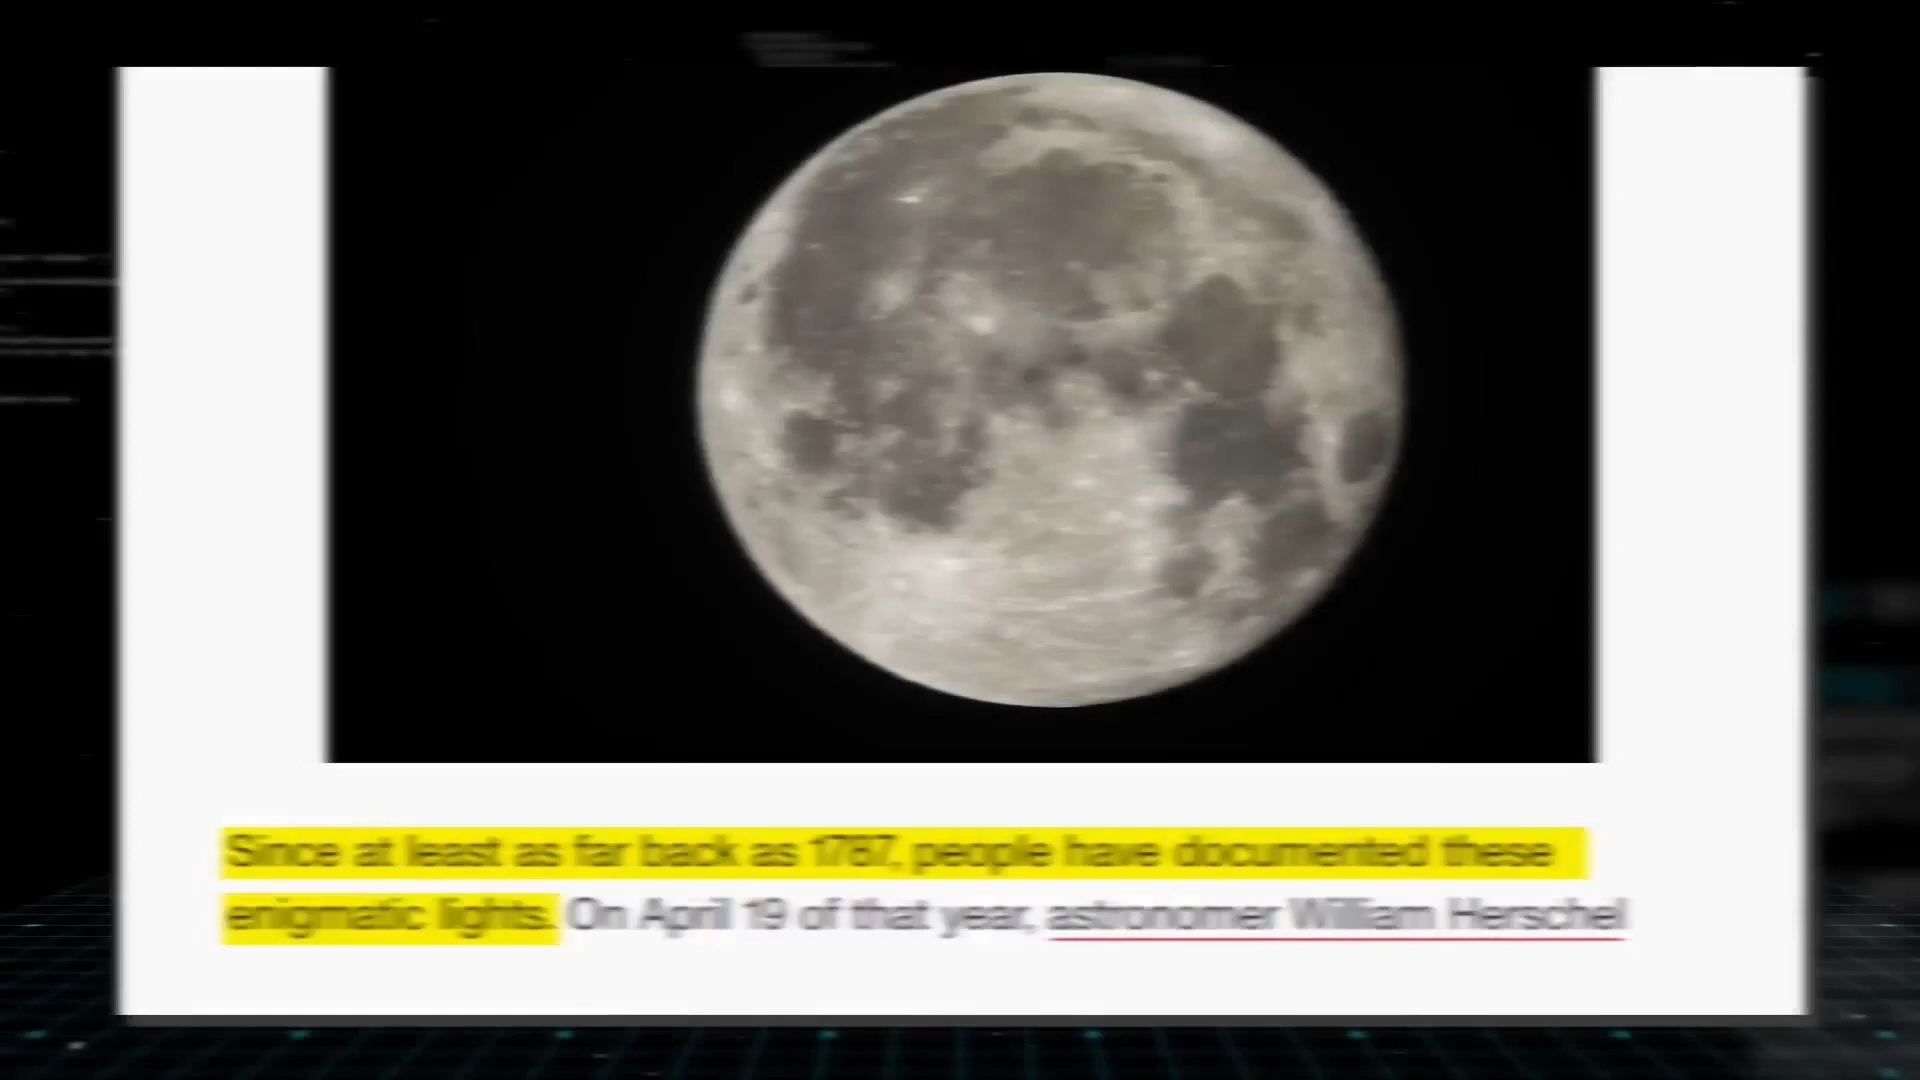 Since at least as far back as 1787, people have documented these
enigmatic lights. On April 19 of that year, astronomer William Herschel